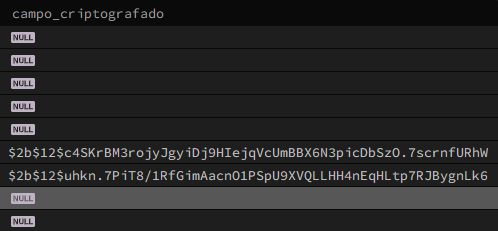 campo_criptografado
NULL
NULL
NULL
NULL
NULL
$2b$12$c4SKrBM3rojyJgyiDj9HIejqVcUmBBX6N3picDbSzO.7scrnfURhW
$2b$12$uhkn.7PiT8/1RfGimAacnO1PSpU9XVQLLHH4nEqHLtp7RJBygnLk6
NULL
NULL